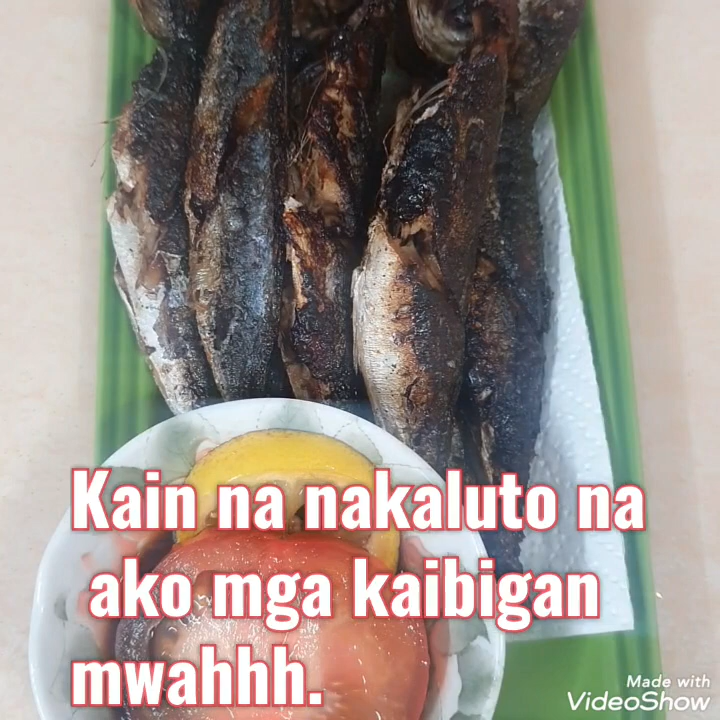 Kain na nakaluto na
ako mga kaibigan
mwahhh.
Made with
VideoShow